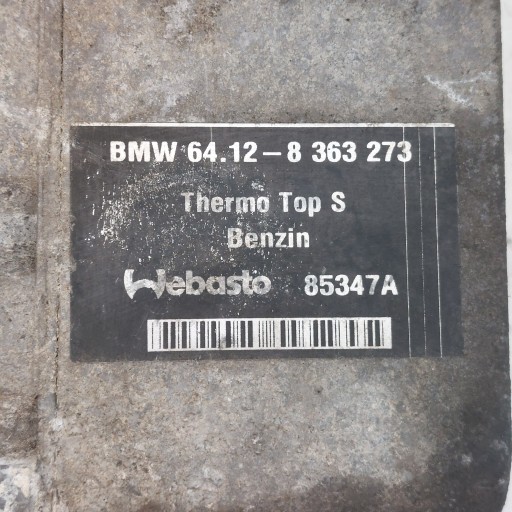 BMW 64.12-8 363 273
Thermo Top S
Benzin
Webasto 85347A